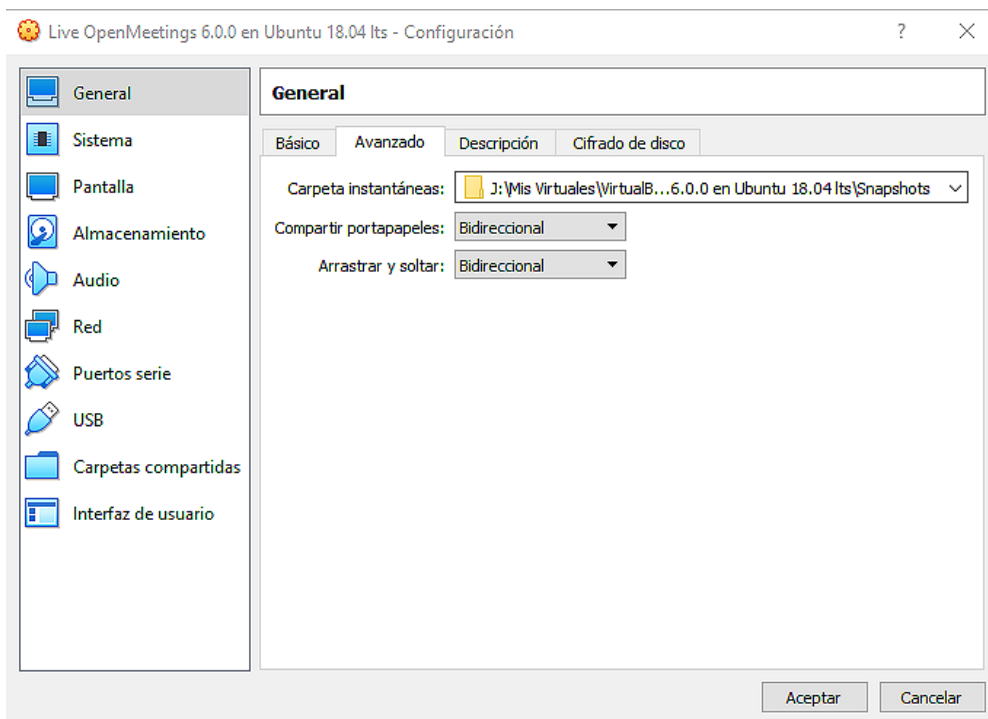 Live OpenMeetings 6.0.0 en Ubuntu 18.04 lts - Configuración
?
General
Sistema
Pantalla
Almacenamiento
Audio
Red
Puertos serie
USB
Carpetas compartidas
Interfaz de usuario
General
Básico Avanzado Descripción Cifrado de disco
Carpeta instantáneas: J:\Mis Virtuales\VirtualB...6.0.0 en Ubuntu 18.04 lts\Snapshots
Compartir portapapeles: Bidireccional
Arrastrar y soltar: Bidireccional
Aceptar Cancelar